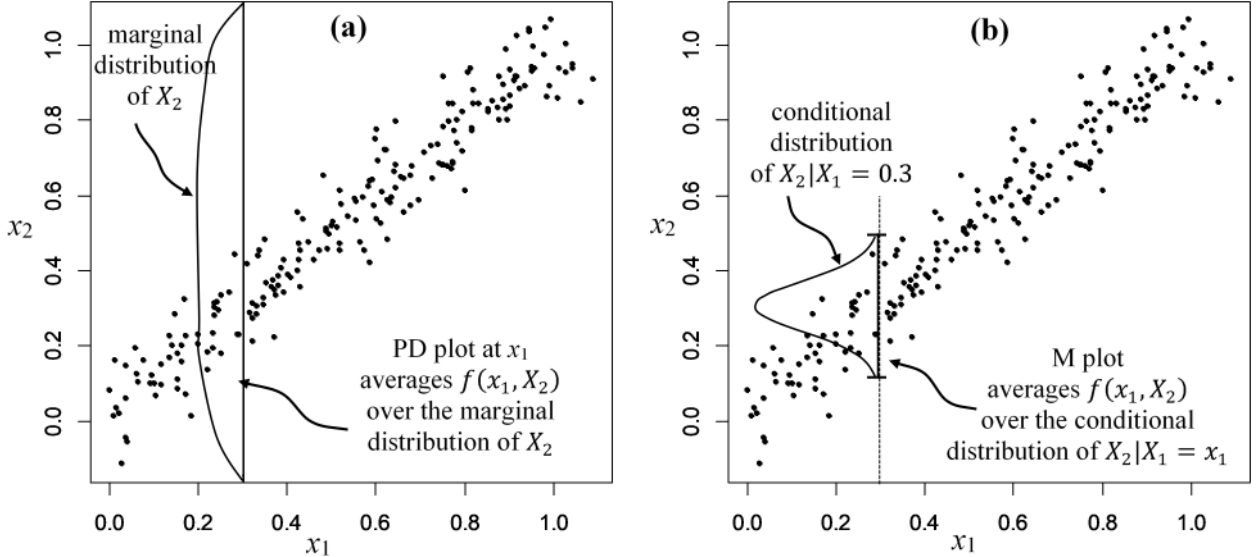 (a)
marginal
distribution
of X₂
PD plot at x₁
averages f(x₁, X₂)
over the marginal
distribution of X₂
x₂
1.0
0.8
0.6
0.4
0.2
0.0
0.0 0.2 0.4 0.6 0.8 1.0
x₁
(b)
conditional
distribution
of X₂|X₁ = 0.3
M plot
averages f(x₁, X₂)
over the conditional
distribution of X₂|X₁ = x₁
x₂
1.0
0.8
0.6
0.4
0.2
0.0
0.0 0.2 0.4 0.6 0.8 1.0
x₁